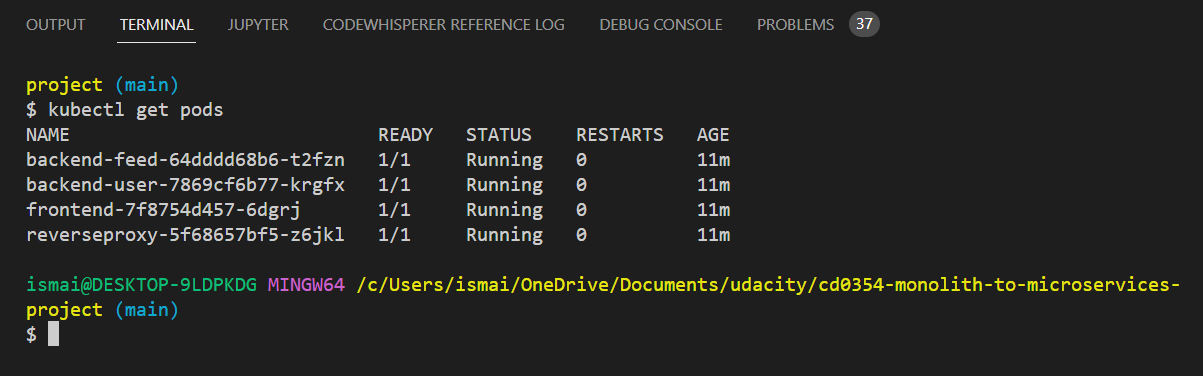 OUTPUT TERMINAL JUPYTER CODEWHISPERER REFERENCE LOG DEBUG CONSOLE PROBLEMS 37
project (main)
$ kubectl get pods
NAME READY STATUS RESTARTS AGE
backend-feed-64dddd68b6-t2fzn 1/1 Running 0 11m
backend-user-7869cf6b77-krgfx 1/1 Running 0 11m
frontend-7f8754d457-6dgrj 1/1 Running 0 11m
reverseproxy-5f68657bf5-z6jkl 1/1 Running 0 11m
ismai@DESKTOP-9LDPKDG MINGW64 /c/Users/ismai/OneDrive/Documents/udacity/cd0354-monolith-to-microservices-
project (main)
$